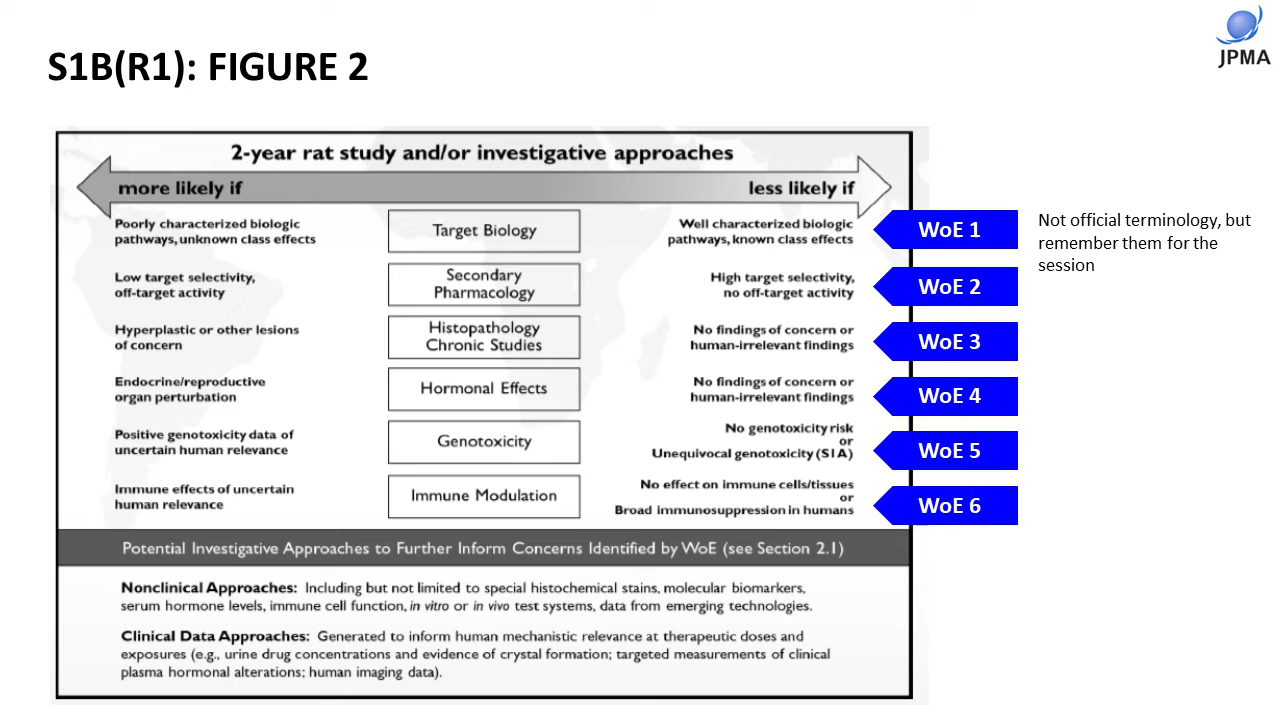 S1B(R1): FIGURE 2
JPMA
2-year rat study and/or investigative approaches
more likely if
less likely if
Poorly characterized biologic
pathways, unknown class effects
Target Biology
Well characterized biologic
pathways, known class effects
WoE 1
Not official terminology, but
remember them for the
session
Low target selectivity,
off-target activity
Secondary
Pharmacology
High target selectivity,
no off-target activity
WoE 2
Hyperplastic or other lesions
of concern
Histopathology
Chronic Studies
No findings of concern or
human-irrelevant findings
WoE 3
Endocrine/reproductive
organ perturbation
Hormonal Effects
No findings of concern or
human-irrelevant findings
WoE 4
Positive genotoxicity data of
uncertain human relevance
Genotoxicity
No genotoxicity risk
or
Unequivocal genotoxicity (S1A)
WoE 5
Immune effects of uncertain
human relevance
Immune Modulation
No effect on immune cells/tissues
or
Broad immunosuppression in humans
WoE 6
Potential Investigative Approaches to Further Inform Concerns Identified by WoE (see Section 2.1)
Nonclinical Approaches: Including but not limited to special histochemical stains, molecular biomarkers,
serum hormone levels, immune cell function, in vitro or in vivo test systems, data from emerging technologies.
Clinical Data Approaches: Generated to inform human mechanistic relevance at therapeutic doses and
exposures (e.g., urine drug concentrations and evidence of crystal formation; targeted measurements of clinical
plasma hormonal alterations; human imaging data).